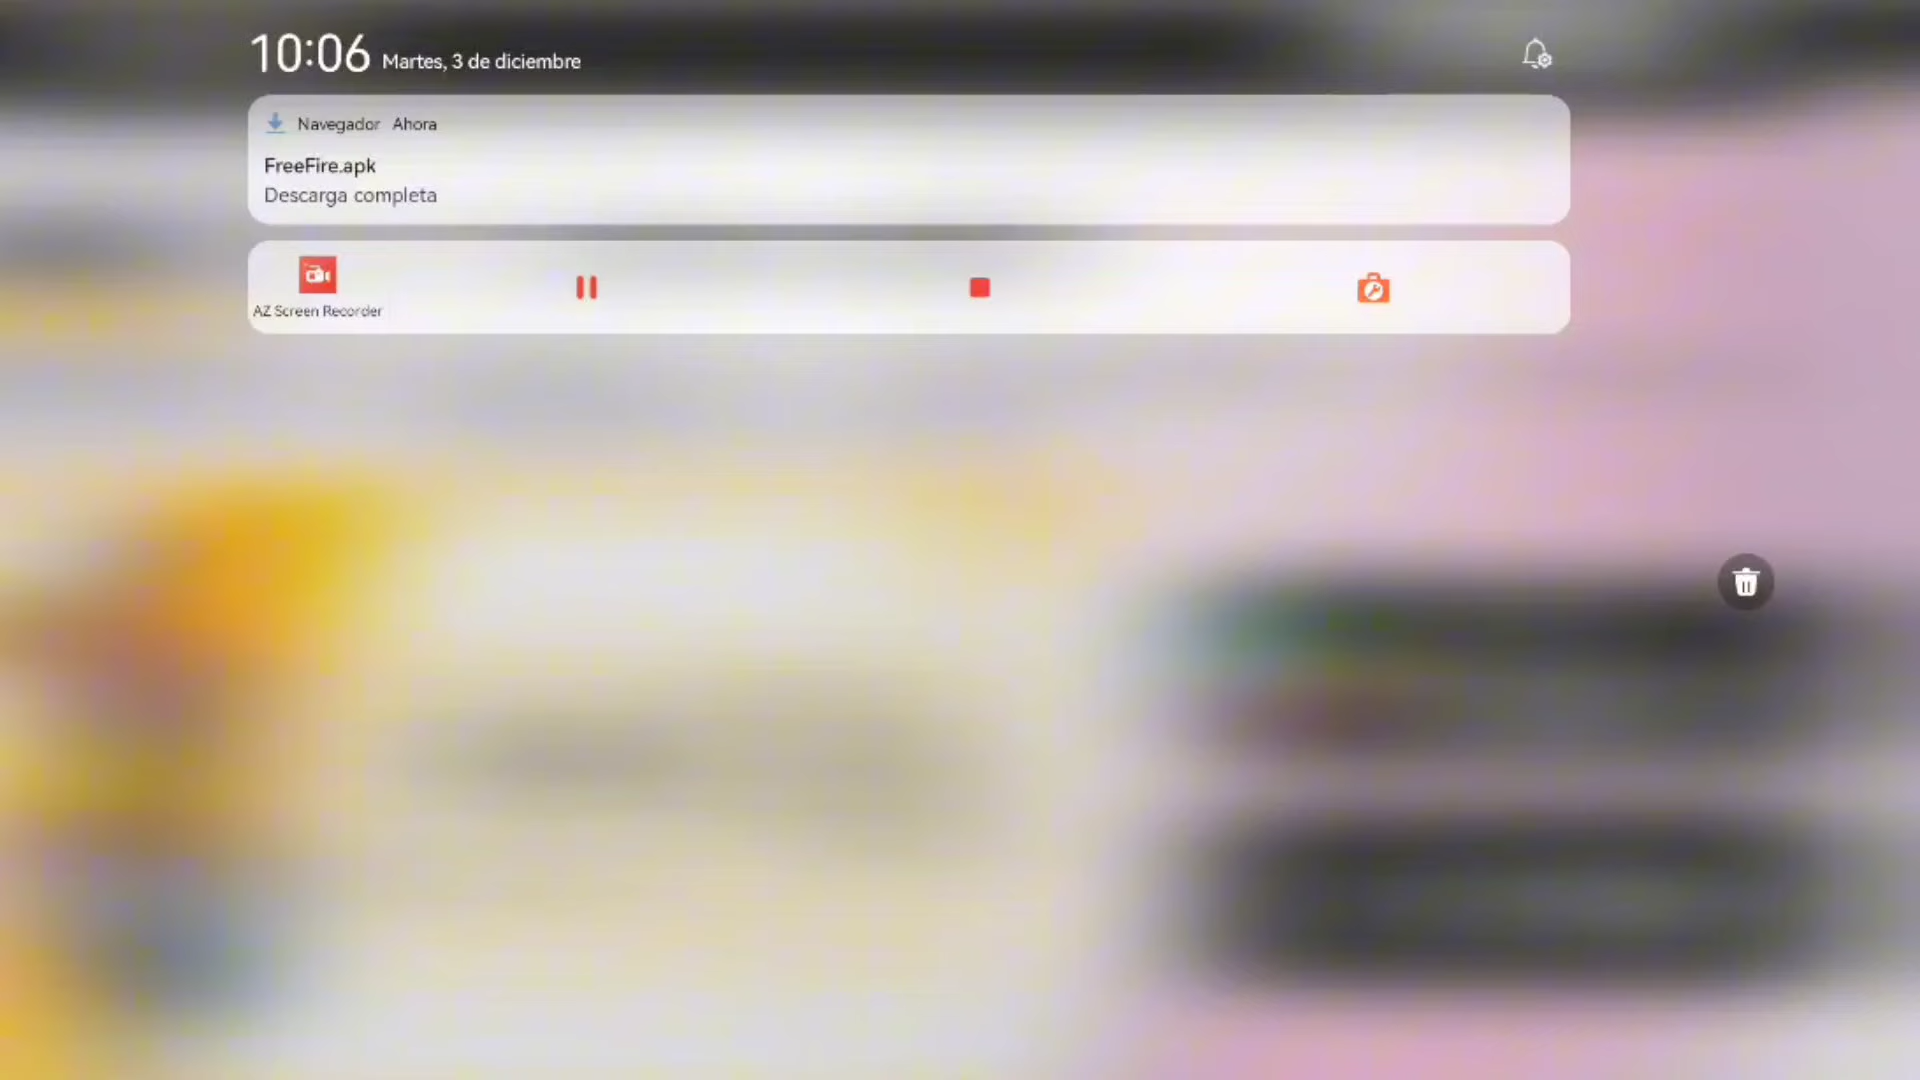 10:06 Martes, 3 de diciembre
Navegador Ahora
FreeFire.apk
Descarga completa
AZ Screen Recorder